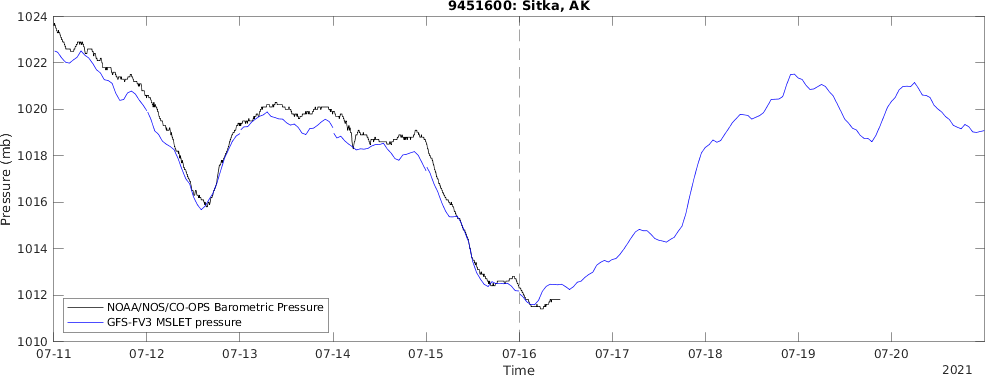 9451600: Sitka, AK
Pressure (mb)
1024
1022
1020
1018
1016
1014
1012
1010
NOAA/NOS/CO-OPS Barometric Pressure
GFS-FV3 MSLET pressure
07-11 07-12 07-13 07-14 07-15 07-16 07-17 07-18 07-19 07-20
Time
2021